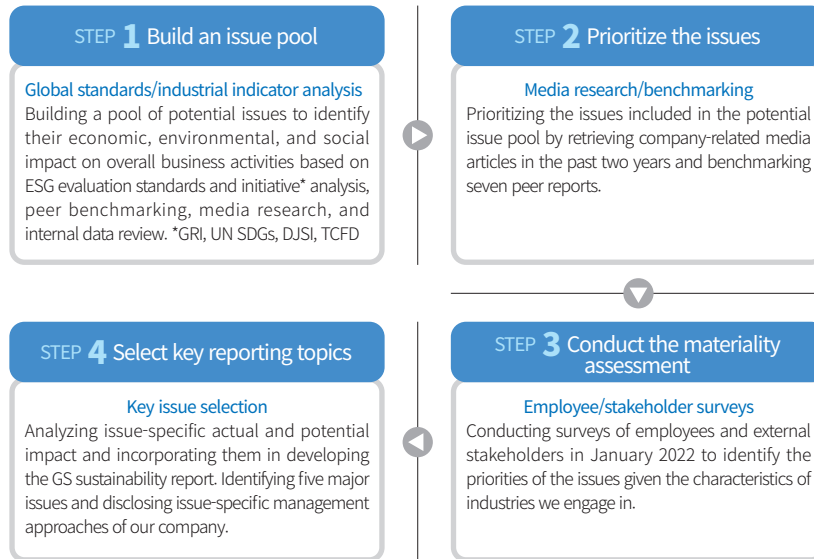 STEP 1 Build an issue pool
Global standards/industrial indicator analysis
Building a pool of potential issues to identify
their economic, environmental, and social
impact on overall business activities based on
ESG evaluation standards and initiative* analysis,
peer benchmarking, media research, and
internal data review. *GRI, UN SDGs, DJSI, TCFD
STEP 2 Prioritize the issues
Media research/benchmarking
Prioritizing the issues included in the potential
issue pool by retrieving company-related media
articles in the past two years and benchmarking
seven peer reports.
STEP 3 Conduct the materiality
assessment
Employee/stakeholder surveys
Conducting surveys of employees and external
stakeholders in January 2022 to identify the
priorities of the issues given the characteristics of
industries we engage in.
STEP 4 Select key reporting topics
Key issue selection
Analyzing issue-specific actual and potential
impact and incorporating them in developing
the GS sustainability report. Identifying five major
issues and disclosing issue-specific management
approaches of our company.